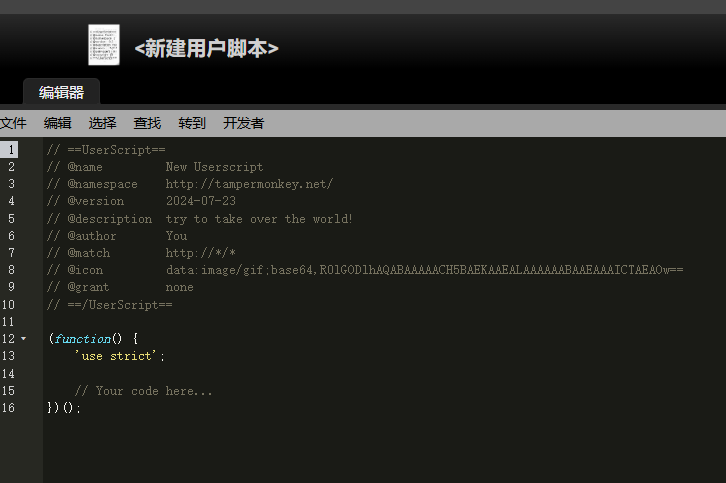 <新建用户脚本>
编辑器
文件 编辑 选择 查找 转到 开发者
1 // ==UserScript==
2 // @name         New Userscript
3 // @namespace    http://tampermonkey.net/
4 // @version      2024-07-23
5 // @description  try to take over the world!
6 // @author       You
7 // @match        http://*/*
8 // @icon         data:image/gif;base64,R0lGODlhAQABAAAAACH5BAEKAAEALAAAAAABAAEAAAICTAEAOw==
9 // @grant        none
10 // ==/UserScript==
11
12 (function() {
13     'use strict';
14
15     // Your code here...
16 })();